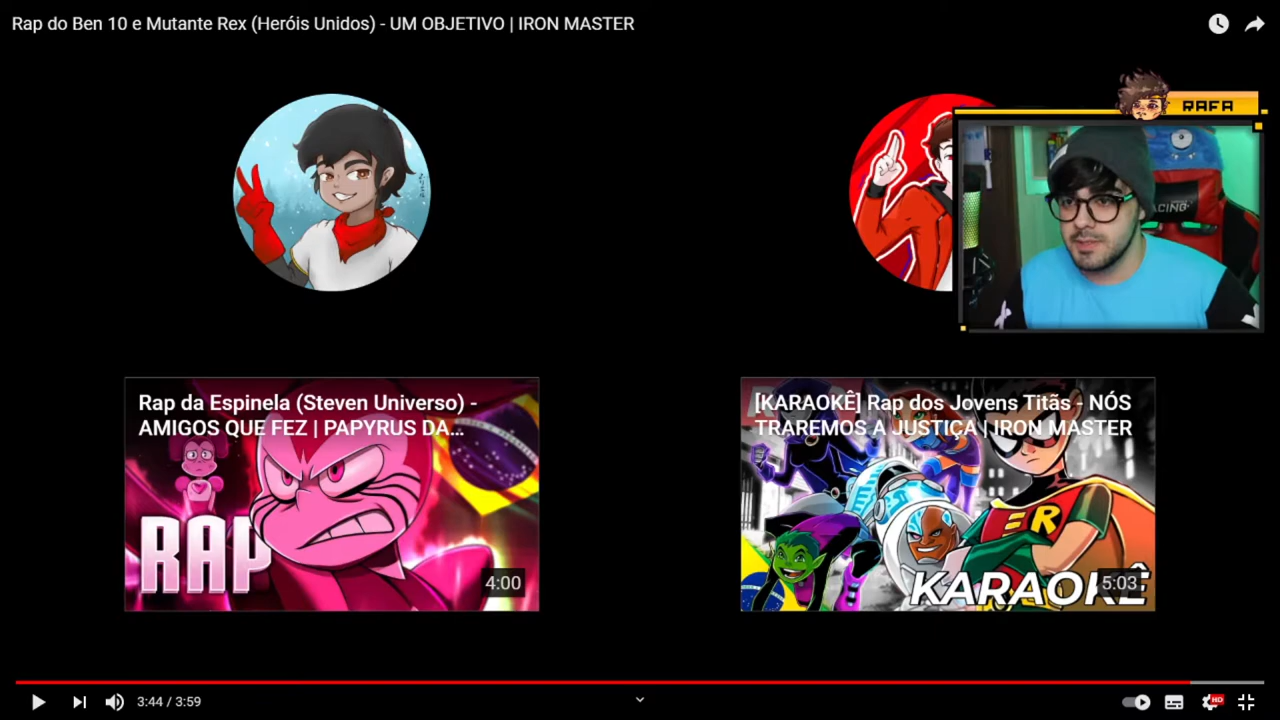 Rap do Ben 10 e Mutante Rex (Heróis Unidos) - UM OBJETIVO | IRON MASTER
RAFA
ACING
Rap da Espinela (Steven Universo) -
AMIGOS QUE FEZ | PAPYRUS DA...
RAP
4:00
[KARAOKÊ] Rap dos Jovens Titãs - NÓS
TRAREMOS A JUSTIÇA | IRON MASTER
R
KARAOKÊ
5:03
3:44 / 3:59
HD